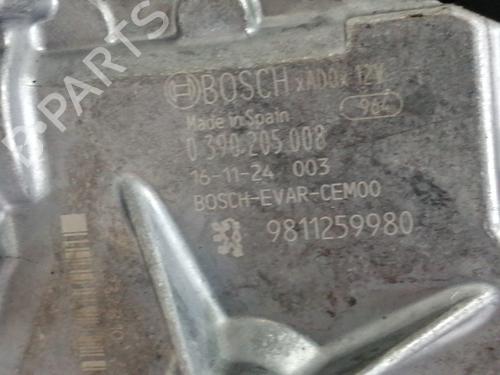 BOSCH xAD0x 12V
Made in Spain
984
0 390 205 008
16-11-24 003
BOSCH-EVAR-CEM00
9811259980
B-PARTS